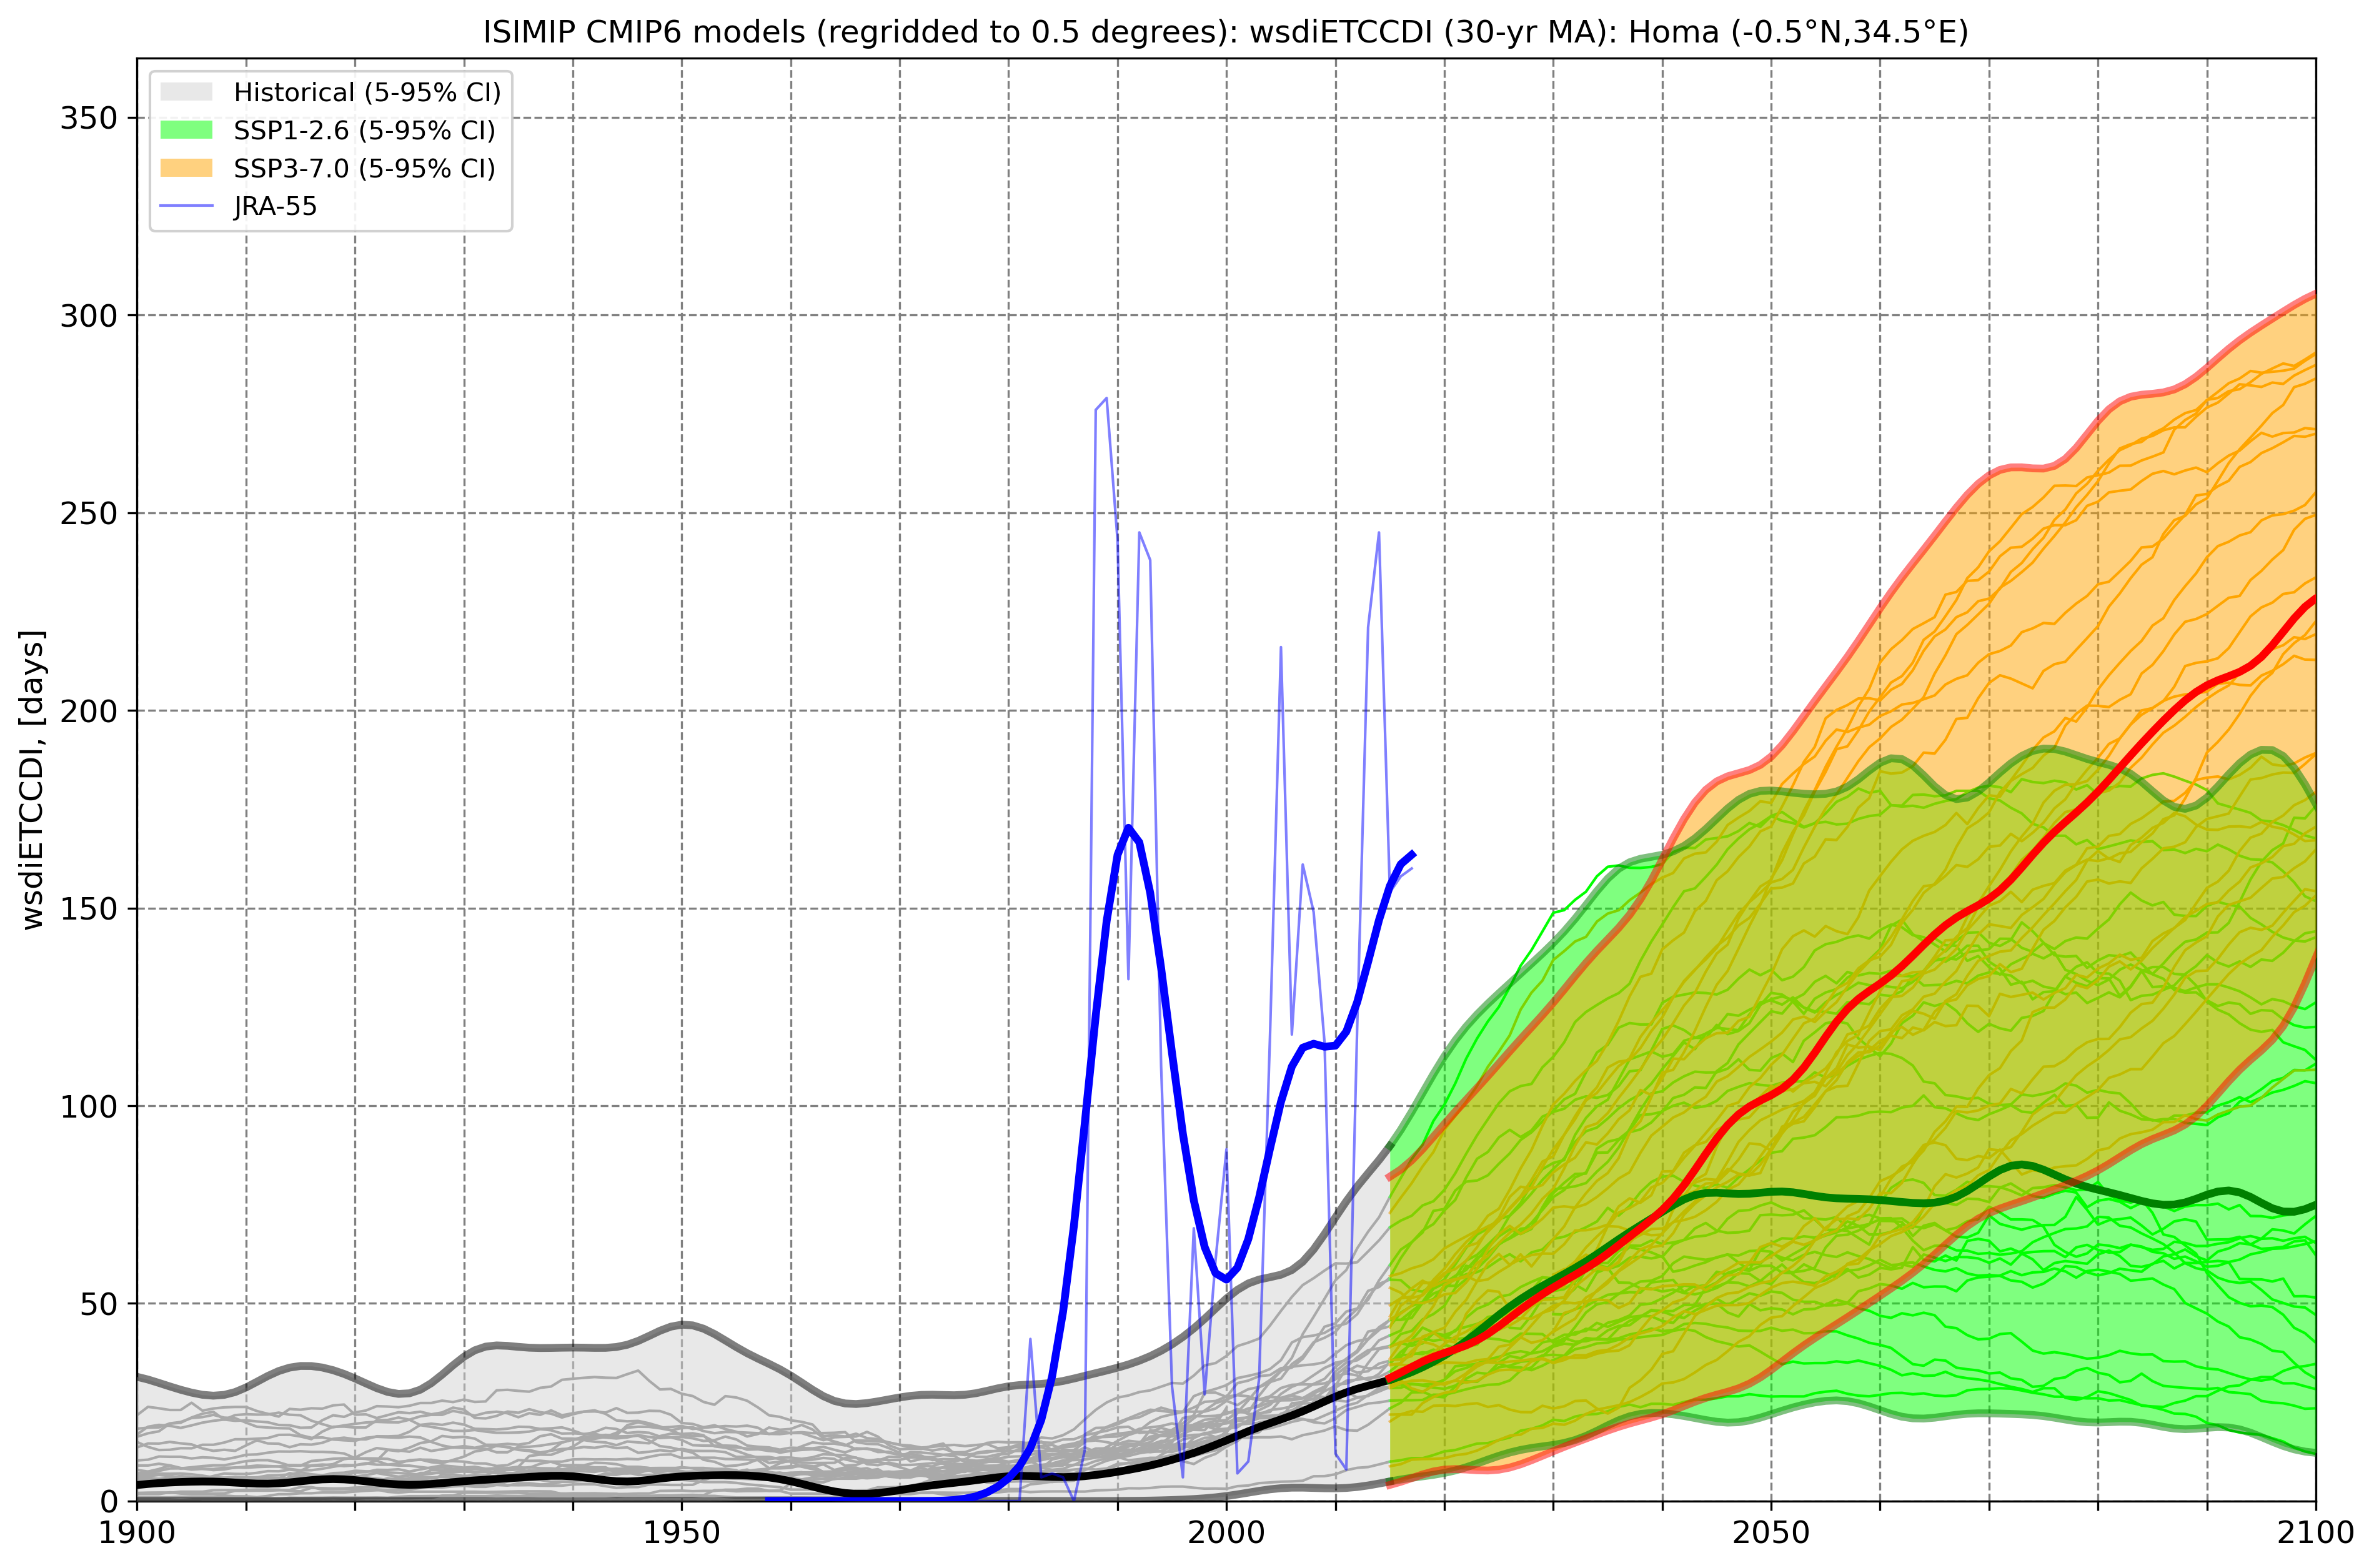 ISIMIP CMIP6 models (regridded to 0.5 degrees): wsdiETCCDI (30-yr MA): Homa (-0.5°N,34.5°E)
Historical (5-95% CI)
SSP1-2.6 (5-95% CI)
SSP3-7.0 (5-95% CI)
JRA-55
wsdiETCCDI, [days]
350
300
250
200
150
100
50
0
1900 1950 2000 2050 2100